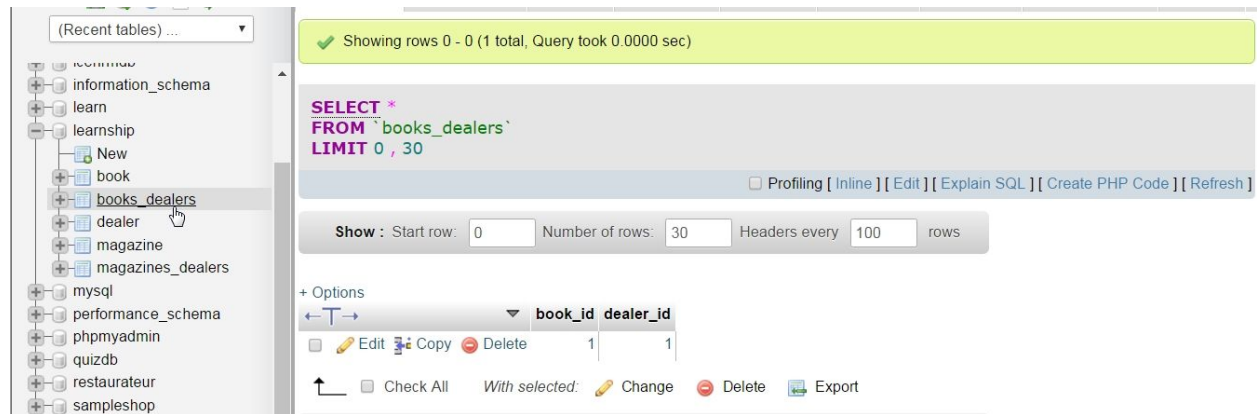 (Recent tables) ...
information_schema
learn
learnship
New
book
books_dealers
dealer
magazine
magazines_dealers
mysql
performance_schema
phpmyadmin
quizdb
restaurateur
sampleshop
Showing rows 0 - 0 (1 total, Query took 0.0000 sec)
SELECT *
FROM `books_dealers`
LIMIT 0 , 30
Profiling [ Inline ] [ Edit ] [ Explain SQL ] [ Create PHP Code ] [ Refresh ]
Show : Start row: 0 Number of rows: 30 Headers every 100 rows
+ Options
book_id dealer_id
Edit Copy Delete 1 1
Check All With selected: Change Delete Export